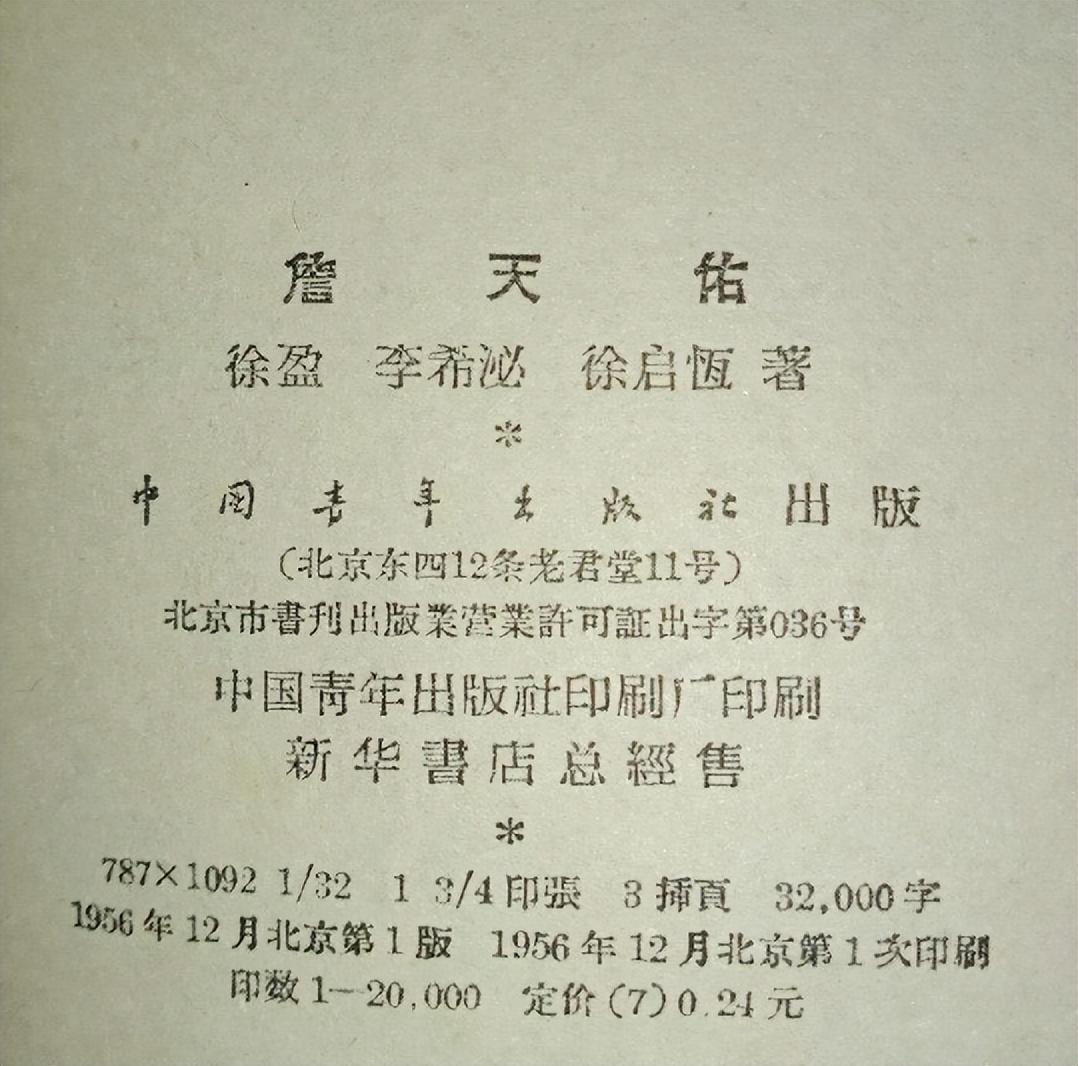 詹天佑
徐盈 李希泌 徐启恆 著
*
中国青年出版社出版
（北京东四12条老君堂11号）
北京市書刊出版業营業許可証出字第036号
中国青年出版社印刷厂印刷
新华書店总經售
*
787×1092 1/32 1 3/4印張 3插頁 32,000字
1956年12月北京第1版 1956年12月北京第1次印刷
印数1—20,000 定价(7)0.24元